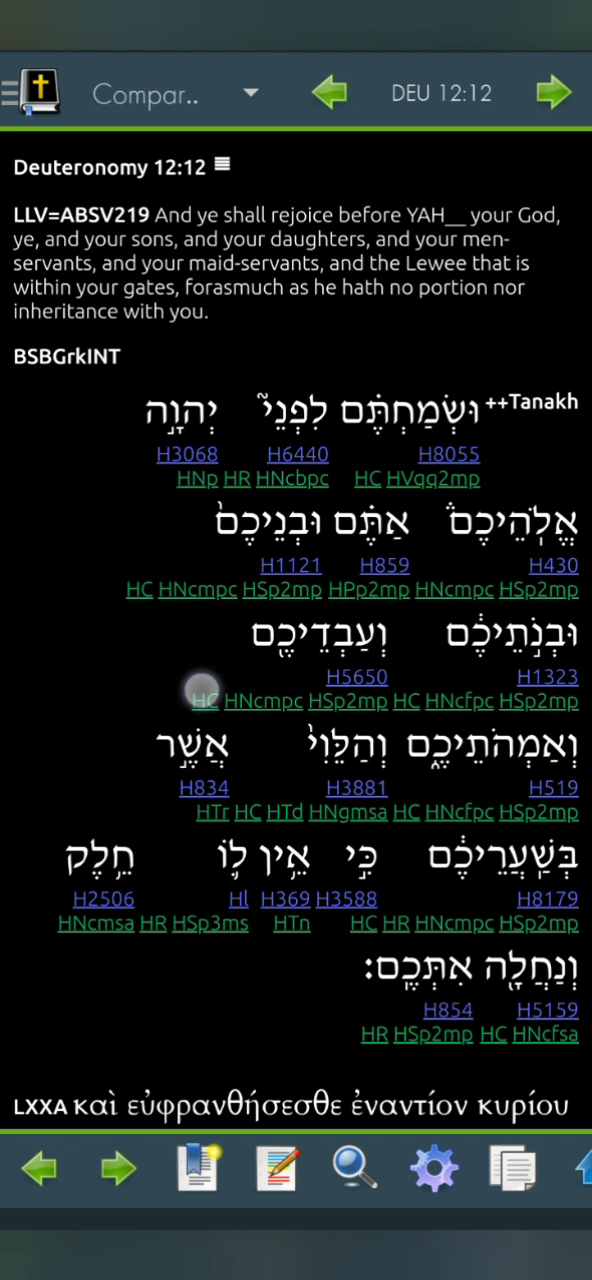 Compar..
DEU 12:12
Deuteronomy 12:12
LLV=ABSV219 And ye shall rejoice before YAH__ your God,
ye, and your sons, and your daughters, and your men-
servants, and your maid-servants, and the Lewee that is
within your gates, forasmuch as he hath no portion nor
inheritance with you.
BSBGrkINT
++Tanakh וּשְׂמַחְתֶּ֗ם לִפְנֵי֮ יְהוָ֣ה
H3068 H6440 H8055
HNp HR HNcbpc HC HVqq2mp
אֱלֹֽהֵיכֶם֒ אַתֶּ֗ם וּבְנֵיכֶם֙
H1121 H859 H430
HC HNcmpc HSp2mp HPp2mp HNcmpc HSp2mp
וּבְנֹ֣תֵיכֶ֔ם וְעַבְדֵיכֶ֖ם
H5650 H1323
HC HNcmpc HSp2mp HC HNcfpc HSp2mp
וְאַמְהֹתֵיכֶ֑ם וְהַלֵּוִי֙ אֲשֶׁ֣ר
H834 H3881 H519
HTr HC HTd HNgmsa HC HNcfpc HSp2mp
בְּשַֽׁעֲרֵיכֶ֔ם כִּ֣י אֵ֥ין ל֛וֹ חֵ֥לֶק
H2506 Hl H369 H3588 H8179
HNcmsa HR HSp3ms HTn HC HR HNcmpc HSp2mp
וְנַחֲלָ֖ה אִתְּכֶֽם׃
H854 H5159
HR HSp2mp HC HNcfsa
LXXA καὶ εὐφρανθήσεσθε ἐναντίον κυρίου